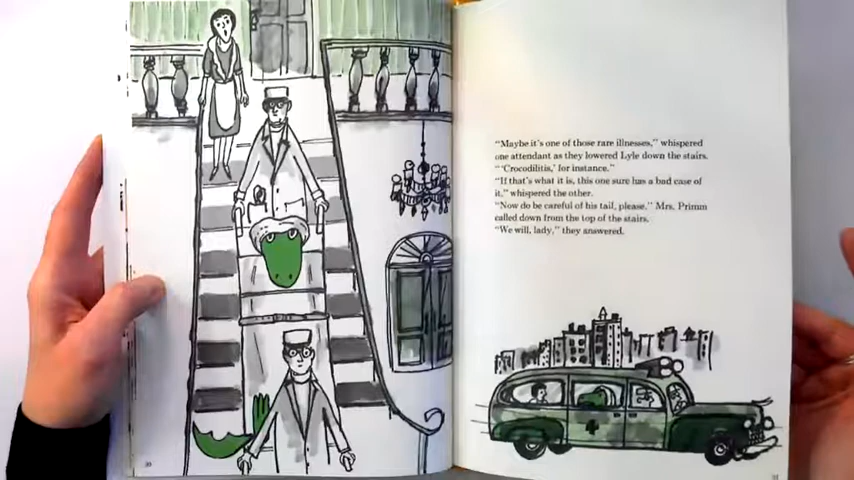 "Maybe it's one of those rare illnesses," whispered
one attendant as they lowered Lyle down the stairs.
"'Crocodilitis,' for instance."
"If that's what it is, this one sure has a bad case of
it," whispered the other.
"Now do be careful of his tail, please." Mrs. Primm
called down from the top of the stairs.
"We will, lady," they answered.